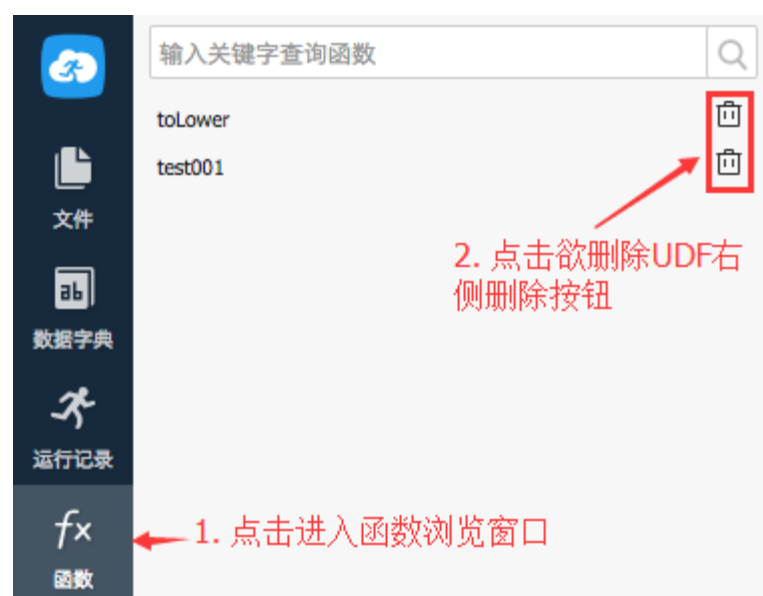 输入关键字查询函数
toLower
test001
文件
2. 点击欲删除UDF右
侧删除按钮
ab
数据字典
运行记录
1. 点击进入函数浏览窗口
fx
函数